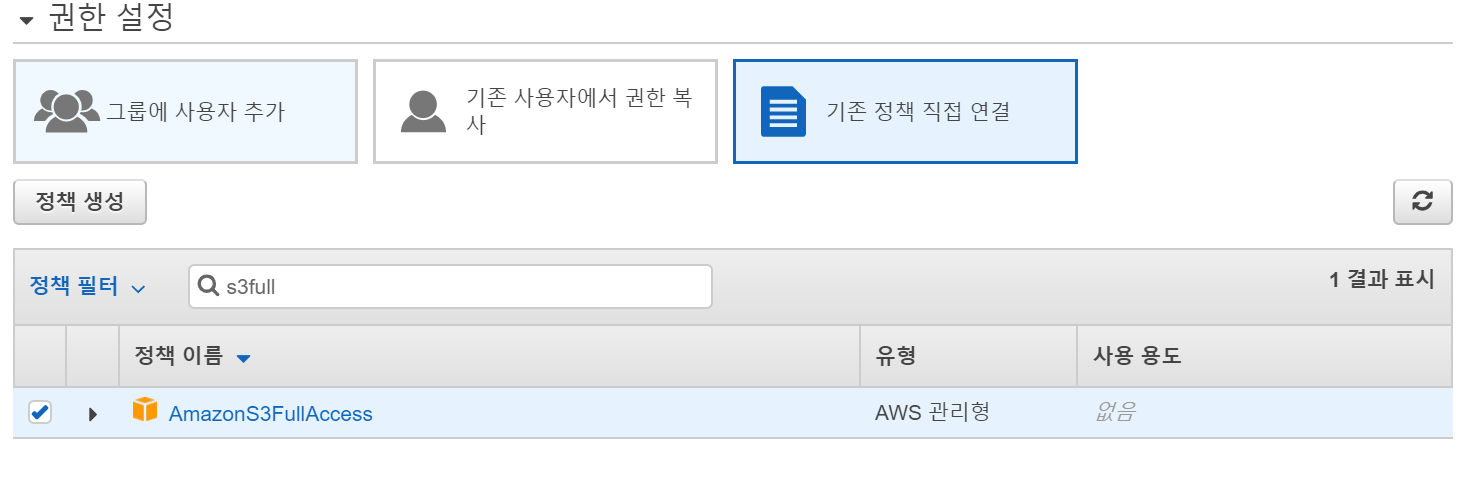 권한 설정
그룹에 사용자 추가
기존 사용자에서 권한 복
사
기존 정책 직접 연결
정책 생성
정책 필터
s3full
1 결과 표시
정책 이름
유형
사용 용도
AmazonS3FullAccess
AWS 관리형
없음